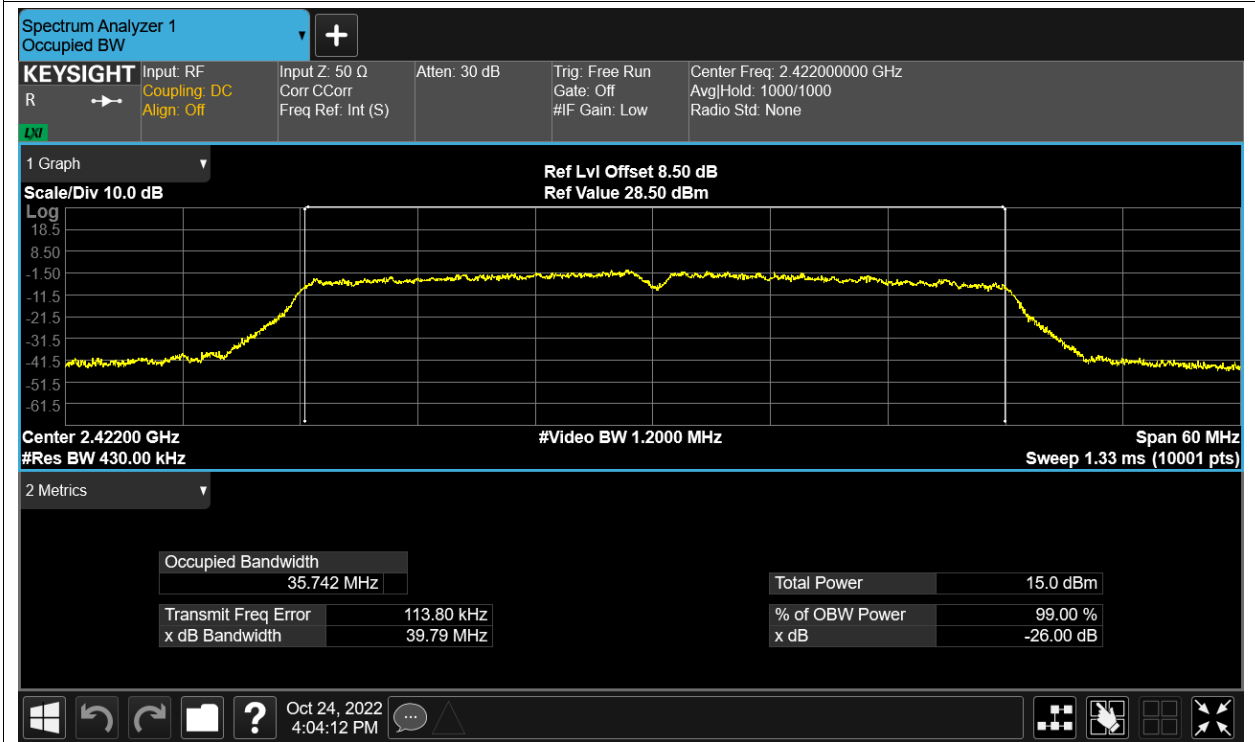 Spectrum Analyzer 1
Occupied BW
KEYSIGHT Input: RF Input Z: 50 Ω Atten: 30 dB Trig: Free Run Center Freq: 2.422000000 GHz
R Coupling: DC Corr CCorr Gate: Off Avg|Hold: 1000/1000
Align: Off Freq Ref: Int (S) #IF Gain: Low Radio Std: None
LXI
1 Graph
Ref Lvl Offset 8.50 dB
Scale/Div 10.0 dB Ref Value 28.50 dBm
Log
18.5
8.50
-1.50
-11.5
-21.5
-31.5
-41.5
-51.5
-61.5
Center 2.42200 GHz #Video BW 1.2000 MHz Span 60 MHz
#Res BW 430.00 kHz Sweep 1.33 ms (10001 pts)
2 Metrics
Occupied Bandwidth
35.742 MHz Total Power 15.0 dBm
Transmit Freq Error 113.80 kHz % of OBW Power 99.00 %
x dB Bandwidth 39.79 MHz x dB -26.00 dB
? Oct 24, 2022
4:04:12 PM